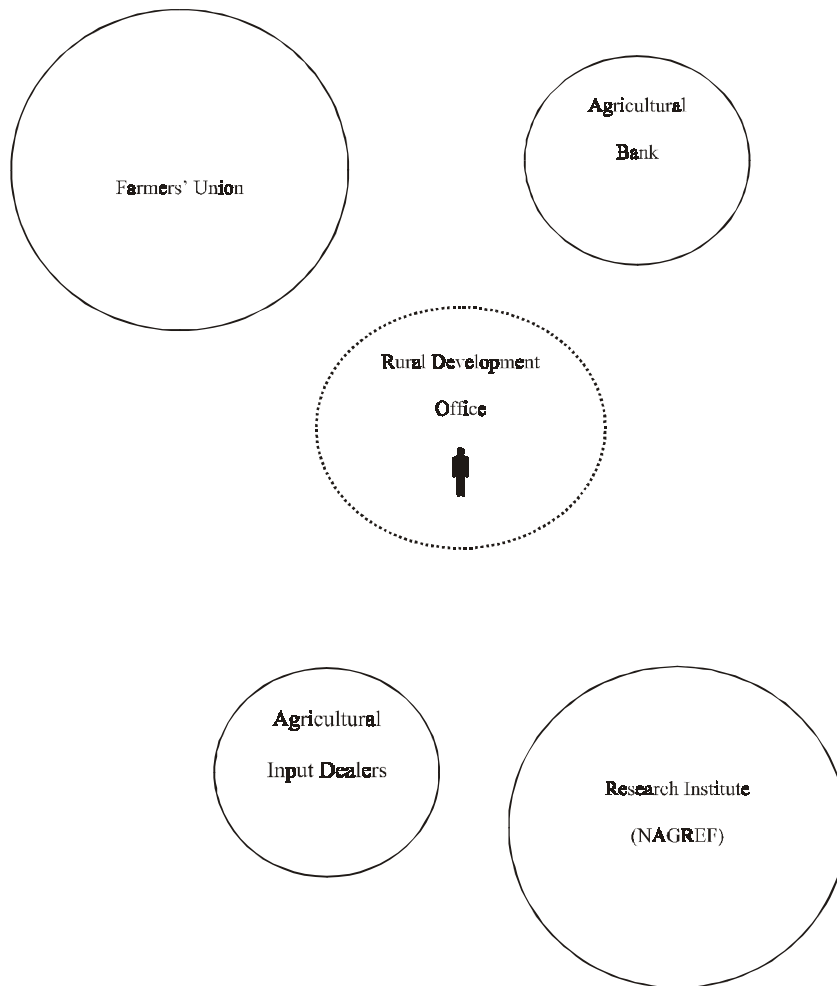 Agricultural
Bank
Farmers’ Union
Rural Development
Office
Agricultural
Input Dealers
Research Institute
(NAGREF)